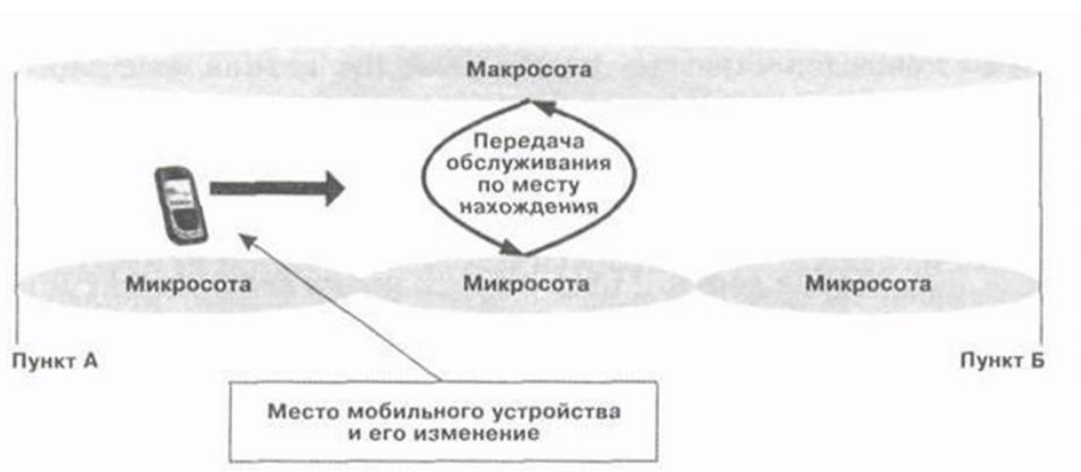 Макросота
Передача
обслуживания
по месту
нахождения
Микросота
Микросота
Микросота
Пункт А
Пункт Б
Место мобильного устройства
и его изменение